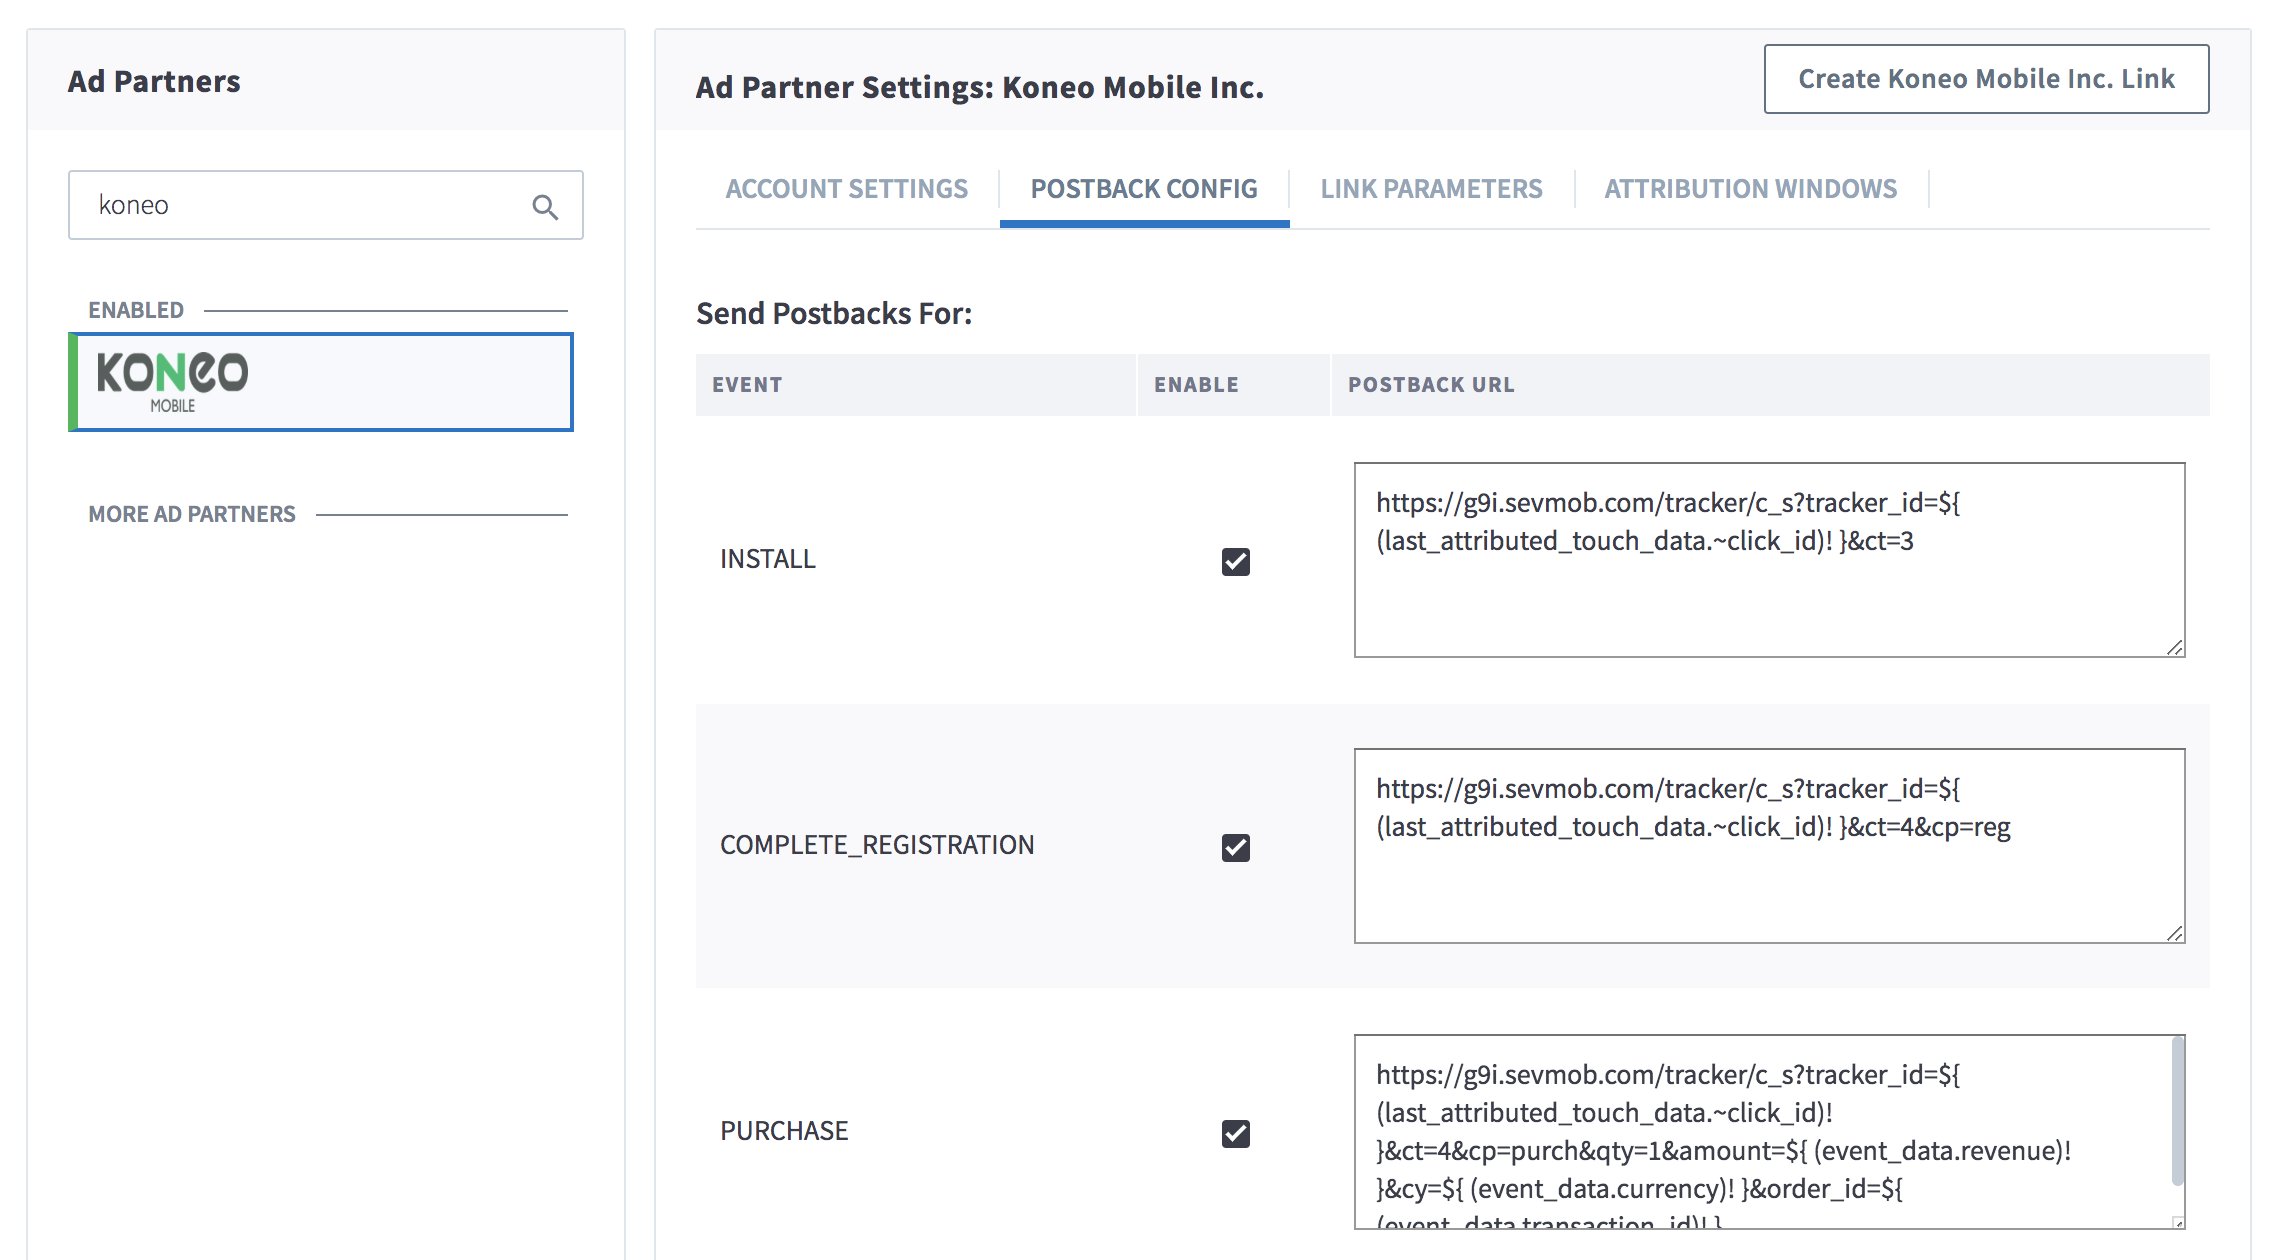 Ad Partners
koneo
ENABLED
KONeO
MOBILE
MORE AD PARTNERS
Ad Partner Settings: Koneo Mobile Inc.
Create Koneo Mobile Inc. Link
ACCOUNT SETTINGS
POSTBACK CONFIG
LINK PARAMETERS
ATTRIBUTION WINDOWS
Send Postbacks For:
EVENT
ENABLE
POSTBACK URL
INSTALL
https://g9i.sevmob.com/tracker/c_s?tracker_id=${
(last_attributed_touch_data.~click_id)! }&ct=3
COMPLETE_REGISTRATION
https://g9i.sevmob.com/tracker/c_s?tracker_id=${
(last_attributed_touch_data.~click_id)! }&ct=4&cp=reg
PURCHASE
https://g9i.sevmob.com/tracker/c_s?tracker_id=${
(last_attributed_touch_data.~click_id)!
}&ct=4&cp=purch&qty=1&amount=${ (event_data.revenue)!
}&cy=${ (event_data.currency)! }&order_id=${
(event_data.transaction_id)! }